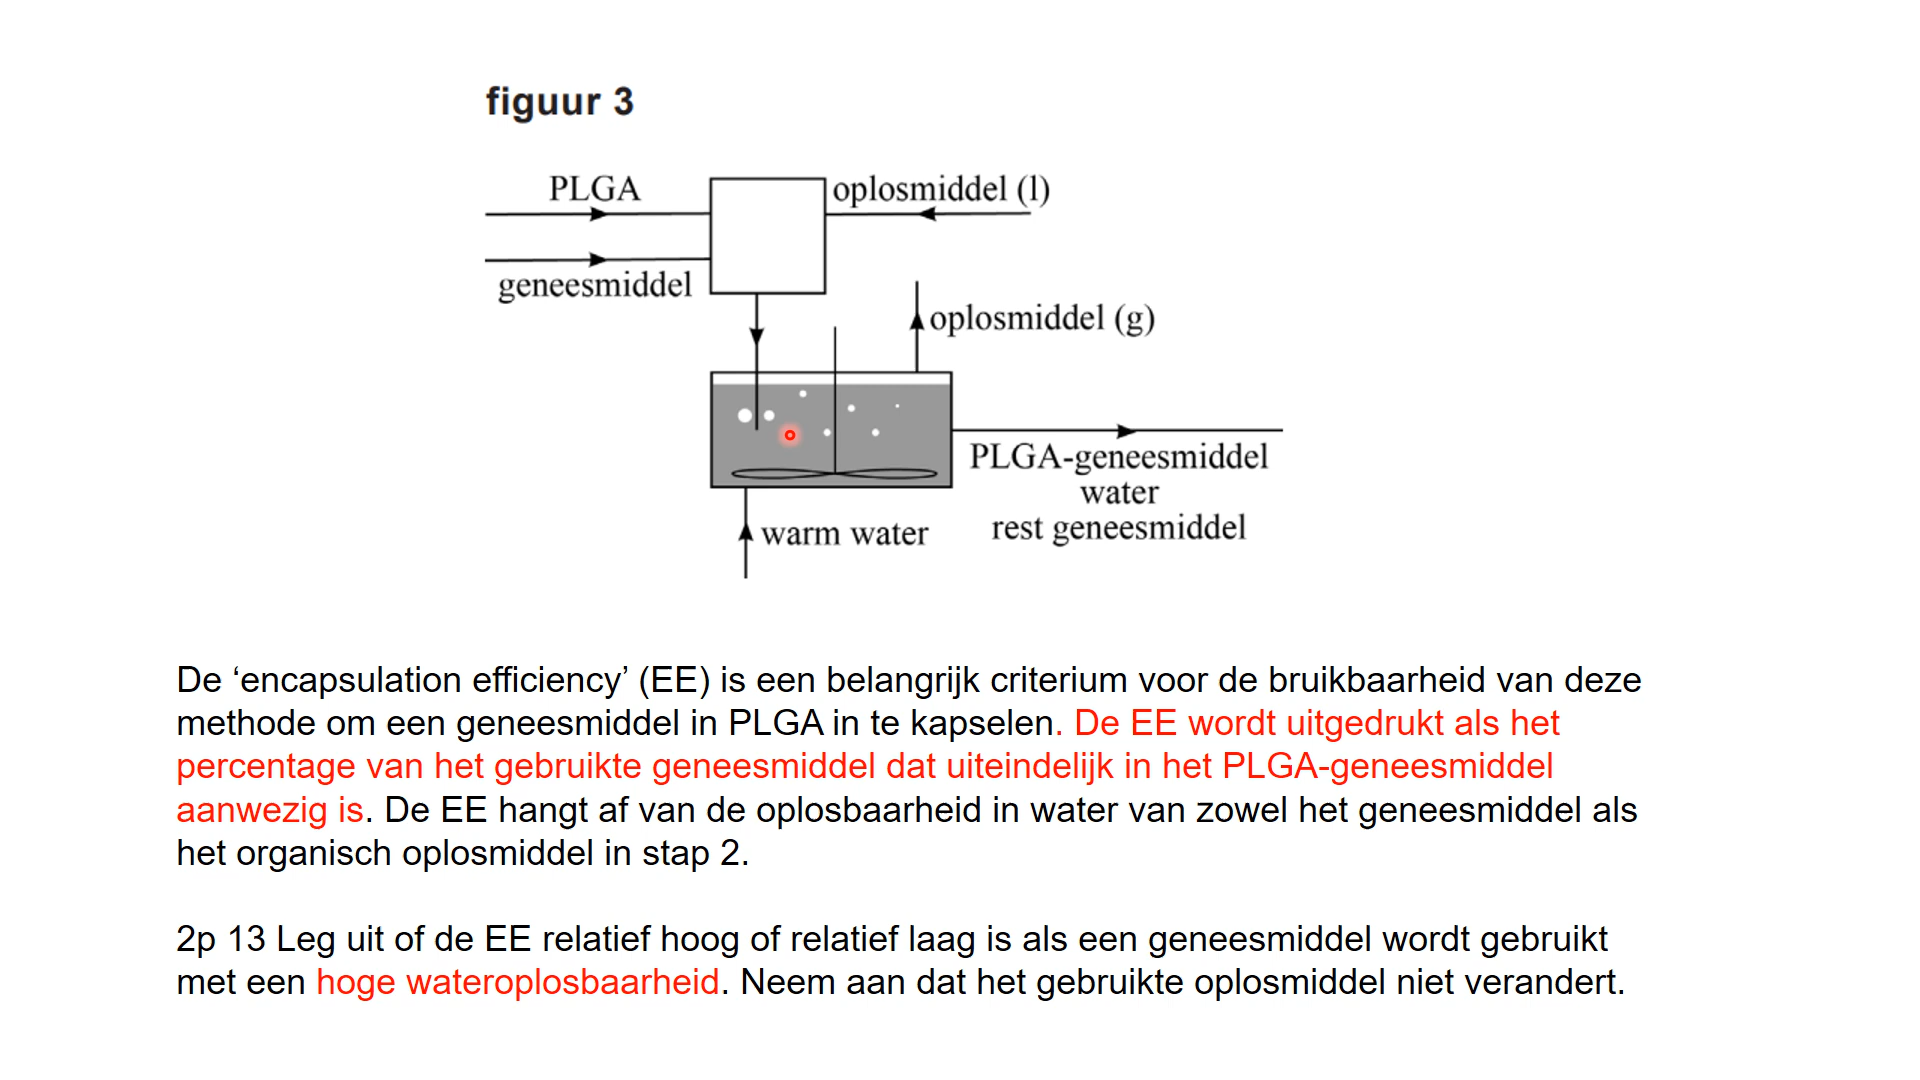 figuur 3
PLGA
oplosmiddel (l)
geneesmiddel
oplosmiddel (g)
PLGA-geneesmiddel
water
rest geneesmiddel
warm water
De ‘encapsulation efficiency’ (EE) is een belangrijk criterium voor de bruikbaarheid van deze
methode om een geneesmiddel in PLGA in te kapselen. De EE wordt uitgedrukt als het
percentage van het gebruikte geneesmiddel dat uiteindelijk in het PLGA-geneesmiddel
aanwezig is. De EE hangt af van de oplosbaarheid in water van zowel het geneesmiddel als
het organisch oplosmiddel in stap 2.
2p 13 Leg uit of de EE relatief hoog of relatief laag is als een geneesmiddel wordt gebruikt
met een hoge wateroplosbaarheid. Neem aan dat het gebruikte oplosmiddel niet verandert.